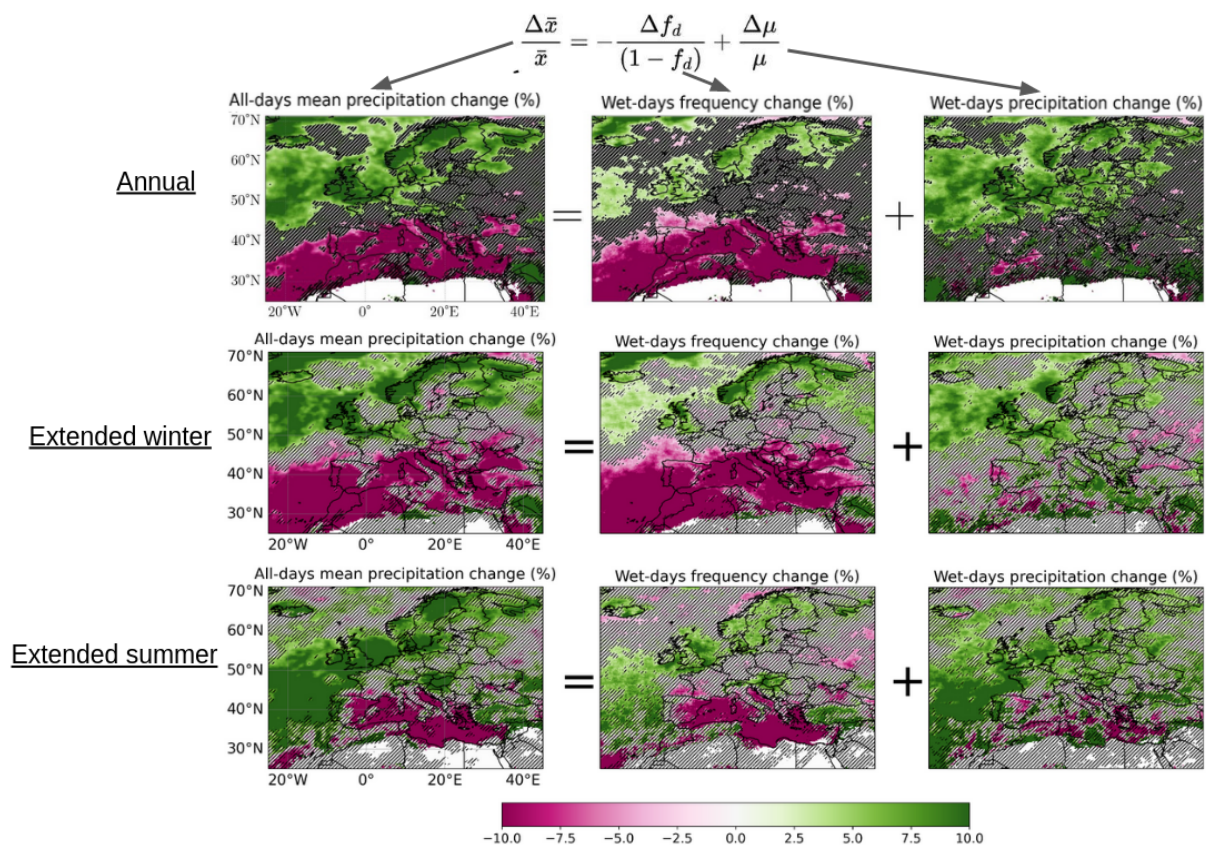 Δx̄/x̄ = −Δf_d/(1 − f_d) + Δμ/μ
All-days mean precipitation change (%) Wet-days frequency change (%) Wet-days precipitation change (%)
70°N
60°N
Annual
50°N
= +
40°N
30°N
20°W 0° 20°E 40°E
All-days mean precipitation change (%) Wet-days frequency change (%) Wet-days precipitation change (%)
70°N
60°N
50°N
Extended winter = +
40°N
30°N
20°W 0° 20°E 40°E
All-days mean precipitation change (%) Wet-days frequency change (%) Wet-days precipitation change (%)
70°N
60°N
Extended summer
50°N
= +
40°N
30°N
20°W 0° 20°E 40°E
−10.0 −7.5 −5.0 −2.5 0.0 2.5 5.0 7.5 10.0